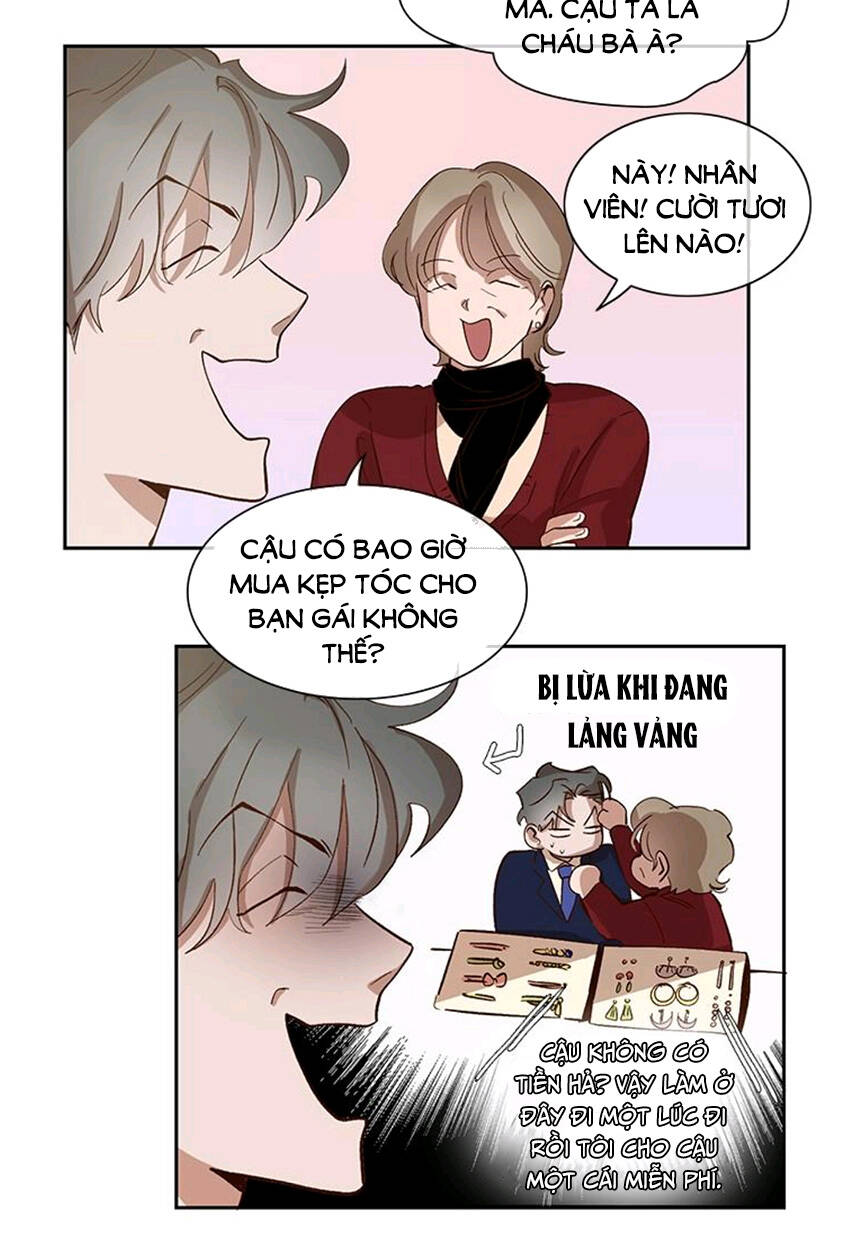 MÀ. CẬU TA LÀ
CHÁU BÀ À?
NÀY! NHÂN
VIÊN! CƯỜI TƯƠI
LÊN NÀO!
CẬU CÓ BAO GIỜ
MUA KẸP TÓC CHO
BẠN GÁI KHÔNG
THẾ?
BỊ LỪA KHI ĐANG
LẢNG VẢNG
CẬU KHÔNG CÓ
TIỀN HẢ? VẬY LÀM Ở
ĐÂY ĐI MỘT LÚC ĐI
RỒI TÔI CHO CẬU
MỘT CÁI MIỄN PHÍ.